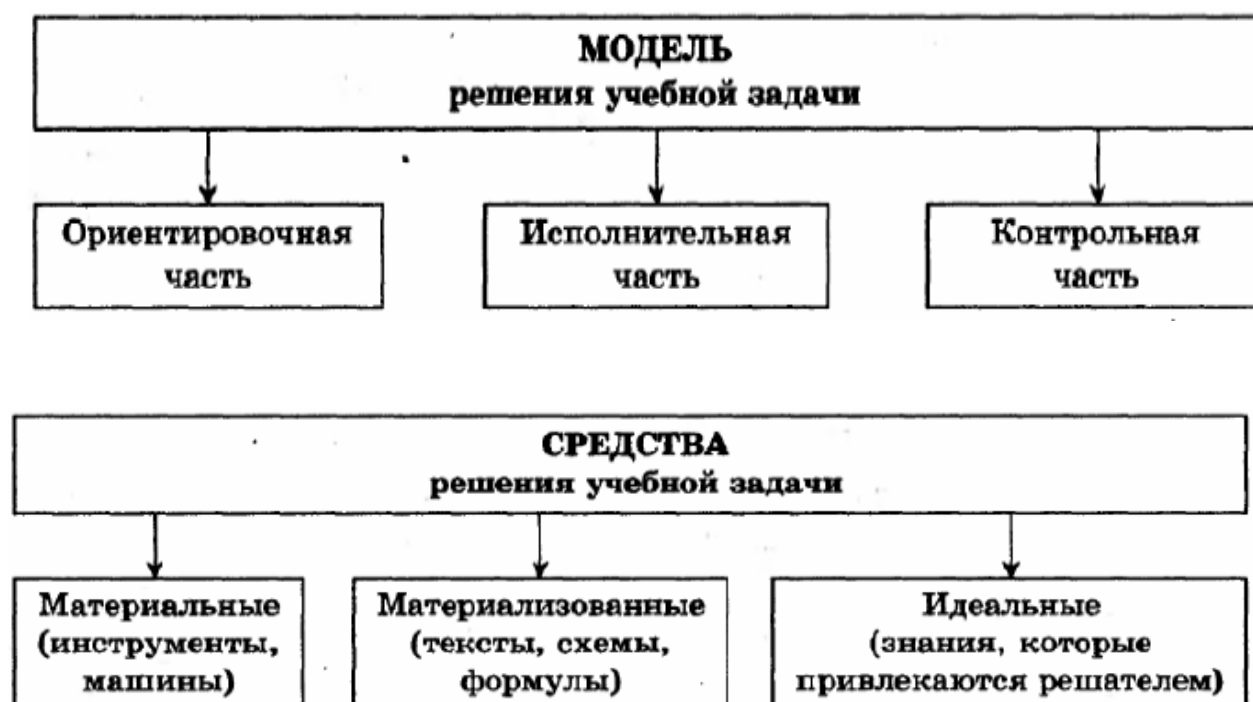 МОДЕЛЬ
решения учебной задачи
Ориентировочная
часть
Исполнительная
часть
Контрольная
часть
СРЕДСТВА
решения учебной задачи
Материальные
(инструменты,
машины)
Материализованные
(тексты, схемы,
формулы)
Идеальные
(знания, которые
привлекаются решателем)